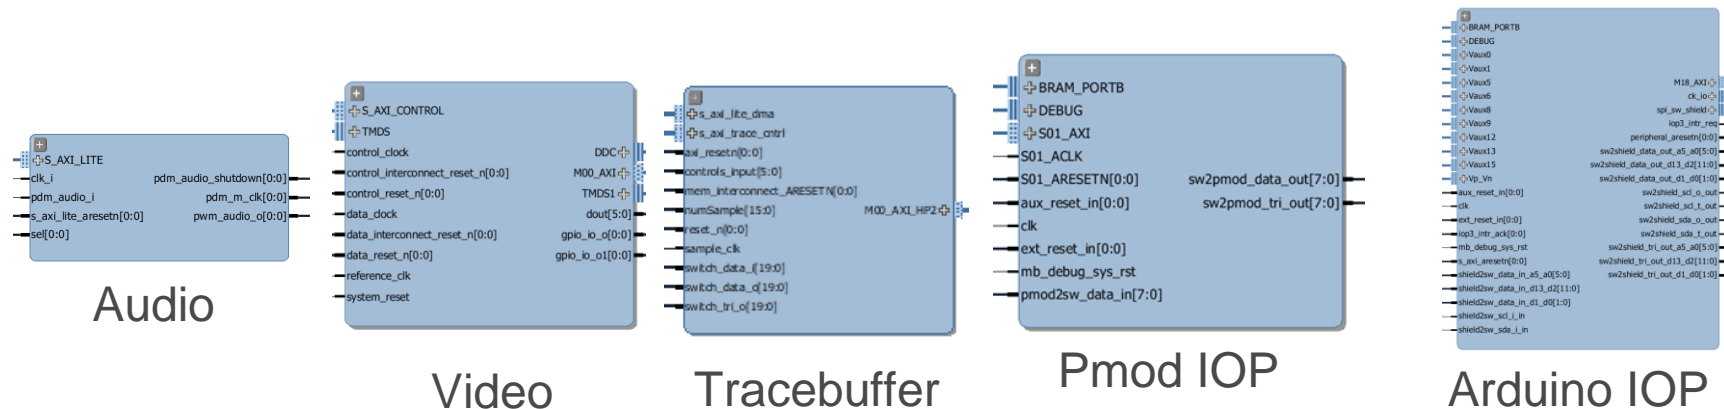 S_AXI_LITE
clk_i
pdm_audio_i
s_axi_lite_aresetn[0:0]
sel[0:0]
pdm_audio_shutdown[0:0]
pdm_m_clk[0:0]
pwm_audio_o[0:0]
Audio
S_AXI_CONTROL
TMDS
control_clock
control_interconnect_reset_n[0:0]
control_reset_n[0:0]
data_clock
data_interconnect_reset_n[0:0]
data_reset_n[0:0]
reference_clk
system_reset
DDC
M00_AXI
TMDS1
dout[5:0]
gpio_io_o[0:0]
gpio_io_o1[0:0]
Video
s_axi_lite_dma
s_axi_trace_cntrl
axi_resetn[0:0]
controls_input[5:0]
mem_interconnect_ARESETN[0:0]
numSample[15:0]
reset_n[0:0]
sample_clk
switch_data_i[19:0]
switch_data_o[19:0]
switch_tri_o[19:0]
M00_AXI_HP2
Tracebuffer
BRAM_PORTB
DEBUG
S01_AXI
S01_ACLK
S01_ARESETN[0:0]
aux_reset_in[0:0]
clk
ext_reset_in[0:0]
mb_debug_sys_rst
pmod2sw_data_in[7:0]
sw2pmod_data_out[7:0]
sw2pmod_tri_out[7:0]
Pmod IOP
BRAM_PORTB
DEBUG
Vaux0
Vaux1
Vaux5
Vaux6
Vaux8
Vaux9
Vaux12
Vaux13
Vaux15
Vp_Vn
aux_reset_in[0:0]
clk
ext_reset_in[0:0]
iop3_intr_ack[0:0]
mb_debug_sys_rst
s_axi_aresetn[0:0]
shield2sw_data_in_a5_a0[5:0]
shield2sw_data_in_d13_d2[11:0]
shield2sw_data_in_d1_d0[1:0]
shield2sw_scl_i_in
shield2sw_sda_i_in
M18_AXI
ck_io
spi_sw_shield
iop3_intr_req
peripheral_aresetn[0:0]
sw2shield_data_out_a5_a0[5:0]
sw2shield_data_out_d13_d2[11:0]
sw2shield_data_out_d1_d0[1:0]
sw2shield_scl_o_out
sw2shield_scl_t_out
sw2shield_sda_o_out
sw2shield_sda_t_out
sw2shield_tri_out_a5_a0[5:0]
sw2shield_tri_out_d13_d2[11:0]
sw2shield_tri_out_d1_d0[1:0]
Arduino IOP